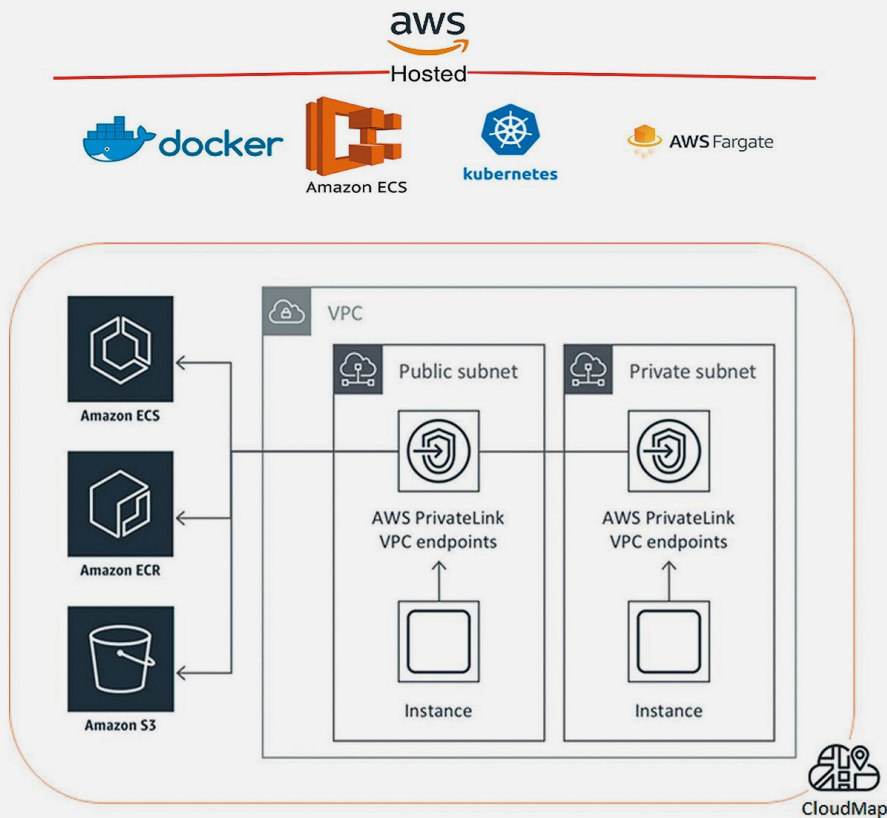 aws
Hosted
docker
Amazon ECS
kubernetes
AWS Fargate
VPC
Public subnet
Private subnet
Amazon ECS
AWS PrivateLink
VPC endpoints
AWS PrivateLink
VPC endpoints
Amazon ECR
Instance
Instance
Amazon S3
CloudMap